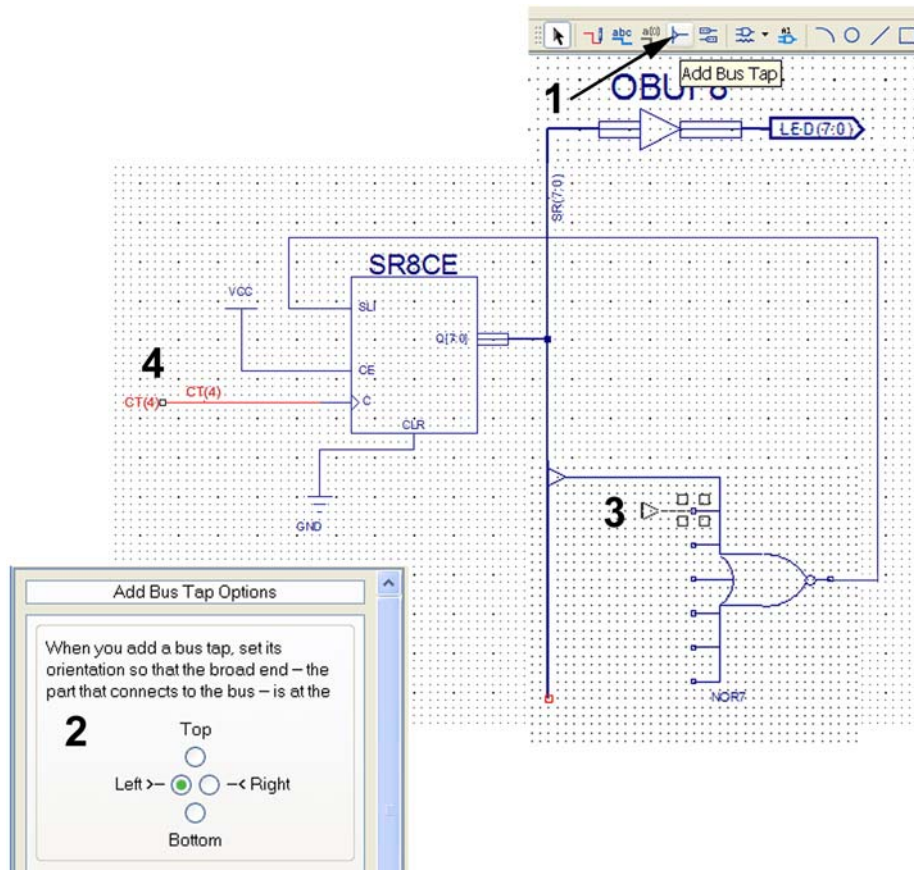 abc
Add Bus Tap
1
OBUF8
LED(7:0)
SR(7:0)
SR8CE
VCC
SLI
Q[7:0]
4
CE
CT(4)
CT(4)
C
CLR
3
GND
Add Bus Tap Options
When you add a bus tap, set its
orientation so that the broad end – the
part that connects to the bus – is at the
NOR7
2
Top
Left >– –< Right
Bottom